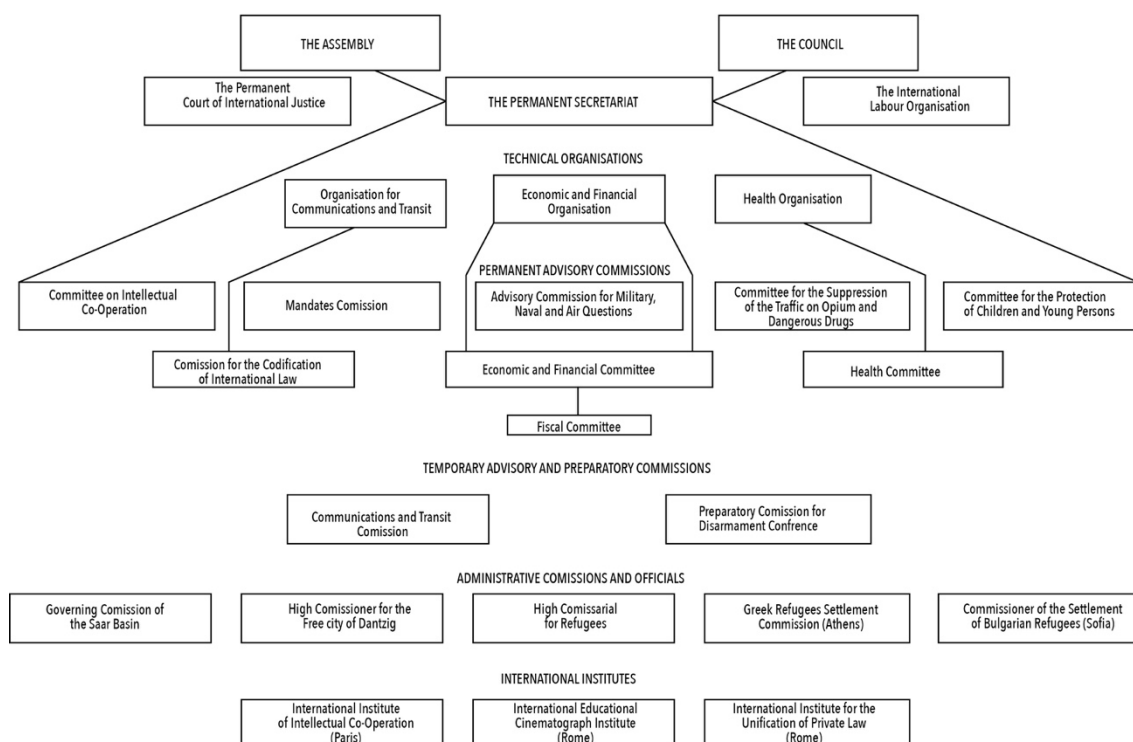 THE ASSEMBLY
THE COUNCIL
The Permanent
Court of International Justice
THE PERMANENT SECRETARIAT
The International
Labour Organisation
TECHNICAL ORGANISATIONS
Organisation for
Communications and Transit
Economic and Financial
Organisation
Health Organisation
PERMANENT ADVISORY COMMISSIONS
Committee on Intellectual
Co-Operation
Mandates Comission
Advisory Commission for Military,
Naval and Air Questions
Committee for the Suppression
of the Traffic on Opium and
Dangerous Drugs
Committee for the Protection
of Children and Young Persons
Comission for the Codification
of International Law
Economic and Financial Committee
Health Committee
Fiscal Committee
TEMPORARY ADVISORY AND PREPARATORY COMMISSIONS
Communications and Transit
Comission
Preparatory Comission for
Disarmament Confrence
ADMINISTRATIVE COMISSIONS AND OFFICIALS
Governing Comission of
the Saar Basin
High Comissioner for the
Free city of Dantzig
High Comissarial
for Refugees
Greek Refugees Settlement
Commission (Athens)
Commissioner of the Settlement
of Bulgarian Refugees (Sofia)
INTERNATIONAL INSTITUTES
International Institute
of Intellectual Co-Operation
(Paris)
International Educational
Cinematograph Institute
(Rome)
International Institute for the
Unification of Private Law
(Rome)